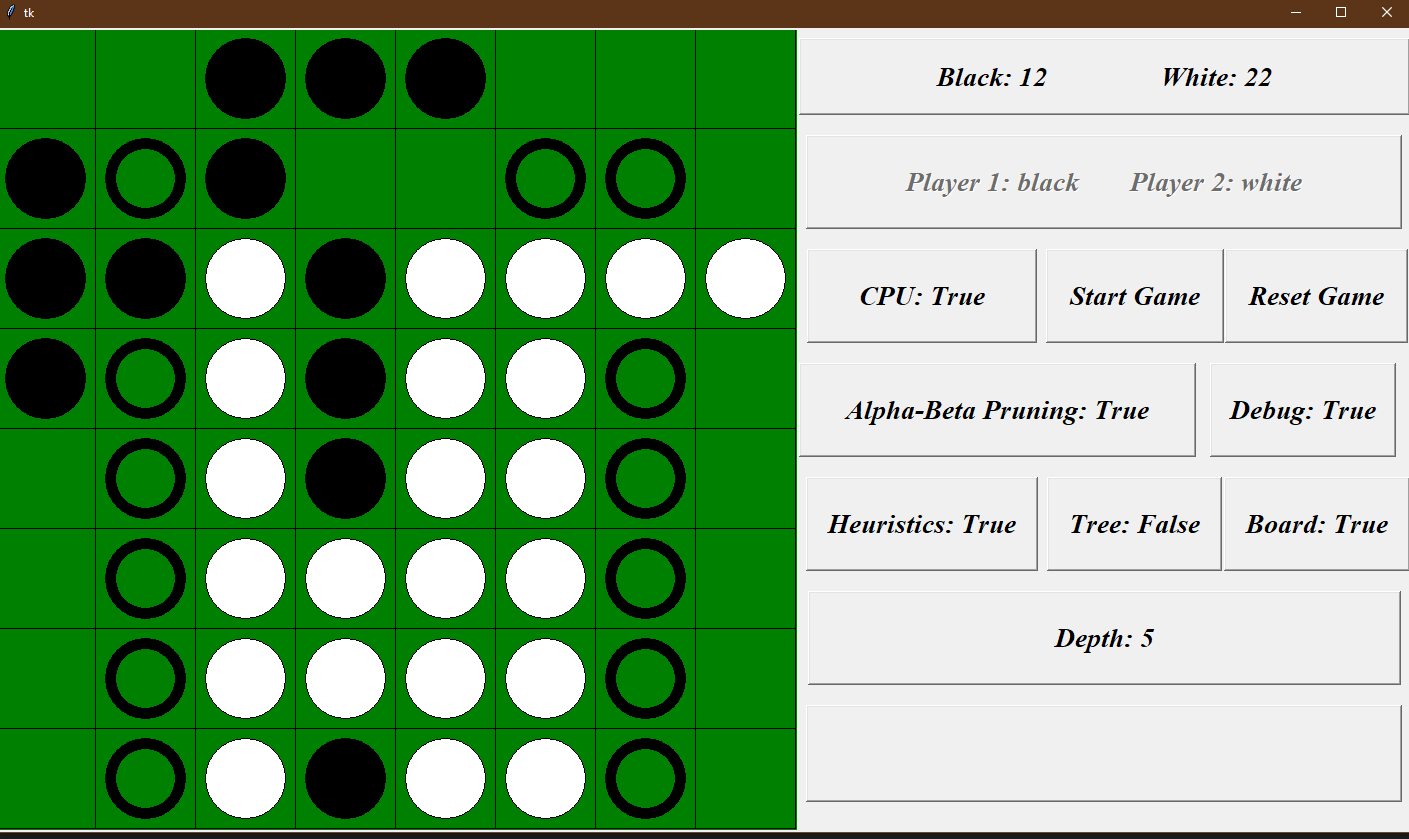 tk
Black: 12 White: 22
Player 1: black Player 2: white
CPU: True Start Game Reset Game
Alpha-Beta Pruning: True Debug: True
Heuristics: True Tree: False Board: True
Depth: 5